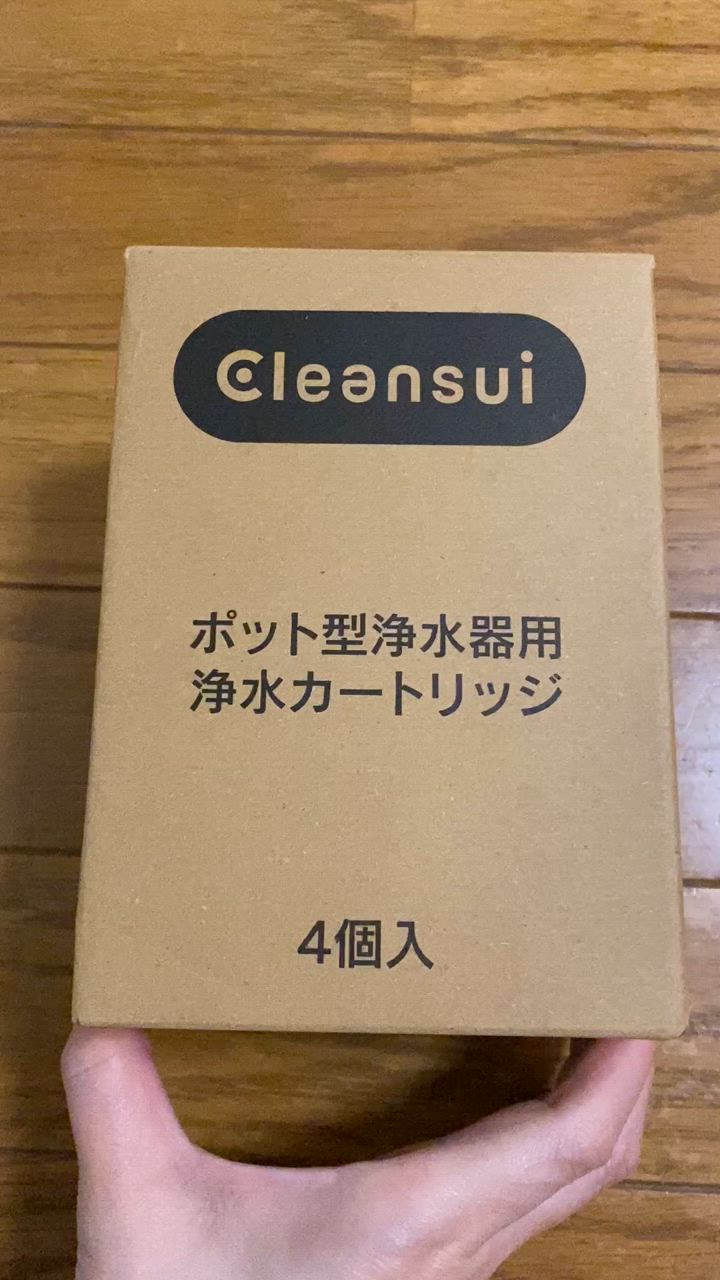 Cleansui
ポット型浄水器用
浄水カートリッジ
4個入